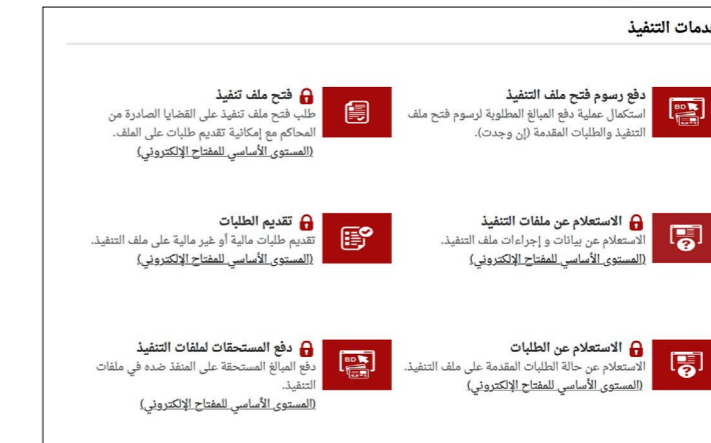 خدمات التنفيذ
دفع رسوم فتح ملف التنفيذ
استكمال عملية دفع المبالغ المطلوبة لرسوم فتح ملف
التنفيذ والطلبات المقدمة (إن وجدت).
فتح ملف تنفيذ
طلب فتح ملف تنفيذ على القضايا الصادرة من
المحاكم مع إمكانية تقديم طلبات على الملف.
(المستوى الأساسي للمفتاح الإلكتروني)
الاستعلام عن ملفات التنفيذ
الاستعلام عن بيانات و إجراءات ملف التنفيذ.
(المستوى الأساسي للمفتاح الإلكتروني)
تقديم الطلبات
تقديم طلبات مالية أو غير مالية على ملف التنفيذ.
(المستوى الأساسي للمفتاح الإلكتروني)
الاستعلام عن الطلبات
الاستعلام عن حالة الطلبات المقدمة على ملف التنفيذ.
(المستوى الأساسي للمفتاح الإلكتروني)
دفع المستحقات لملفات التنفيذ
دفع المبالغ المستحقة على المنفذ ضده في ملفات
التنفيذ.
(المستوى الأساسي للمفتاح الإلكتروني)
BD
BD